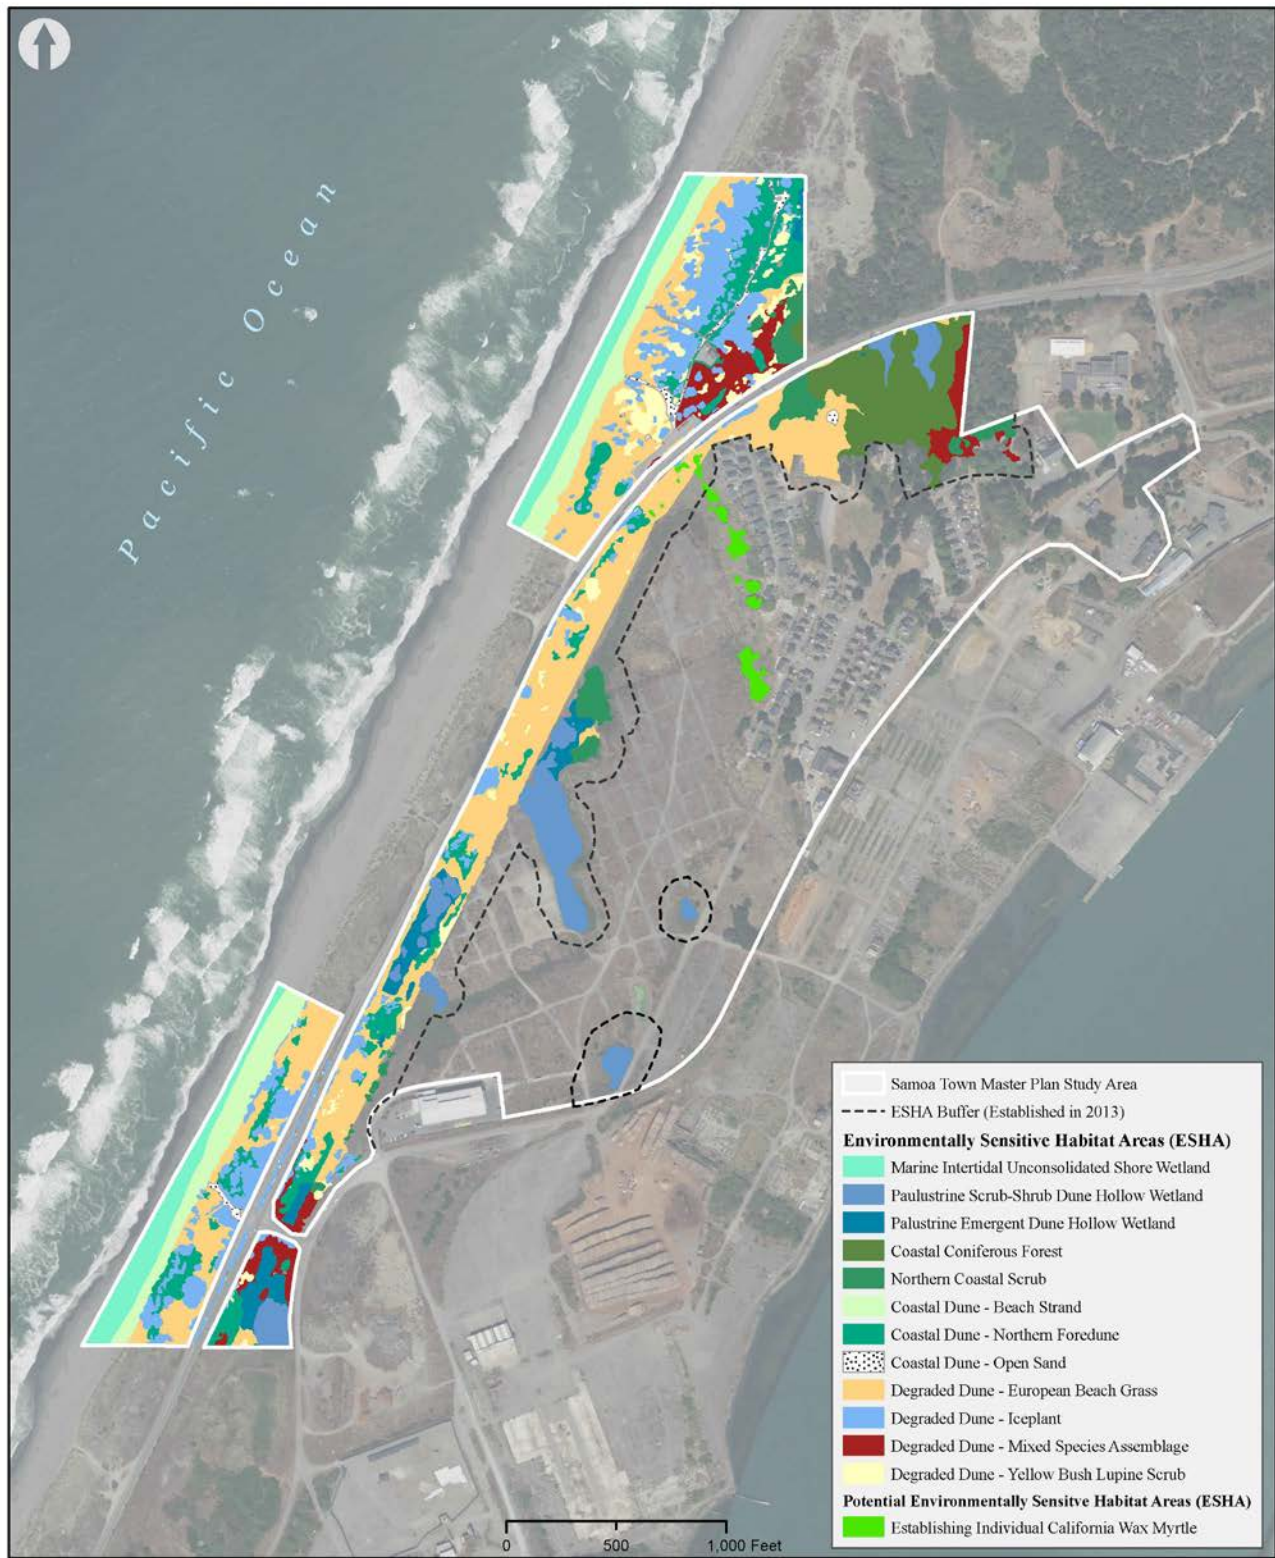 Pacific Ocean
Samoa Town Master Plan Study Area
ESHA Buffer (Established in 2013)
Environmentally Sensitive Habitat Areas (ESHA)
Marine Intertidal Unconsolidated Shore Wetland
Paulustrine Scrub-Shrub Dune Hollow Wetland
Palustrine Emergent Dune Hollow Wetland
Coastal Coniferous Forest
Northern Coastal Scrub
Coastal Dune - Beach Strand
Coastal Dune - Northern Foredune
Coastal Dune - Open Sand
Degraded Dune - European Beach Grass
Degraded Dune - Iceplant
Degraded Dune - Mixed Species Assemblage
Degraded Dune - Yellow Bush Lupine Scrub
Potential Environmentally Sensitve Habitat Areas (ESHA)
Establishing Individual California Wax Myrtle
0 500 1,000 Feet